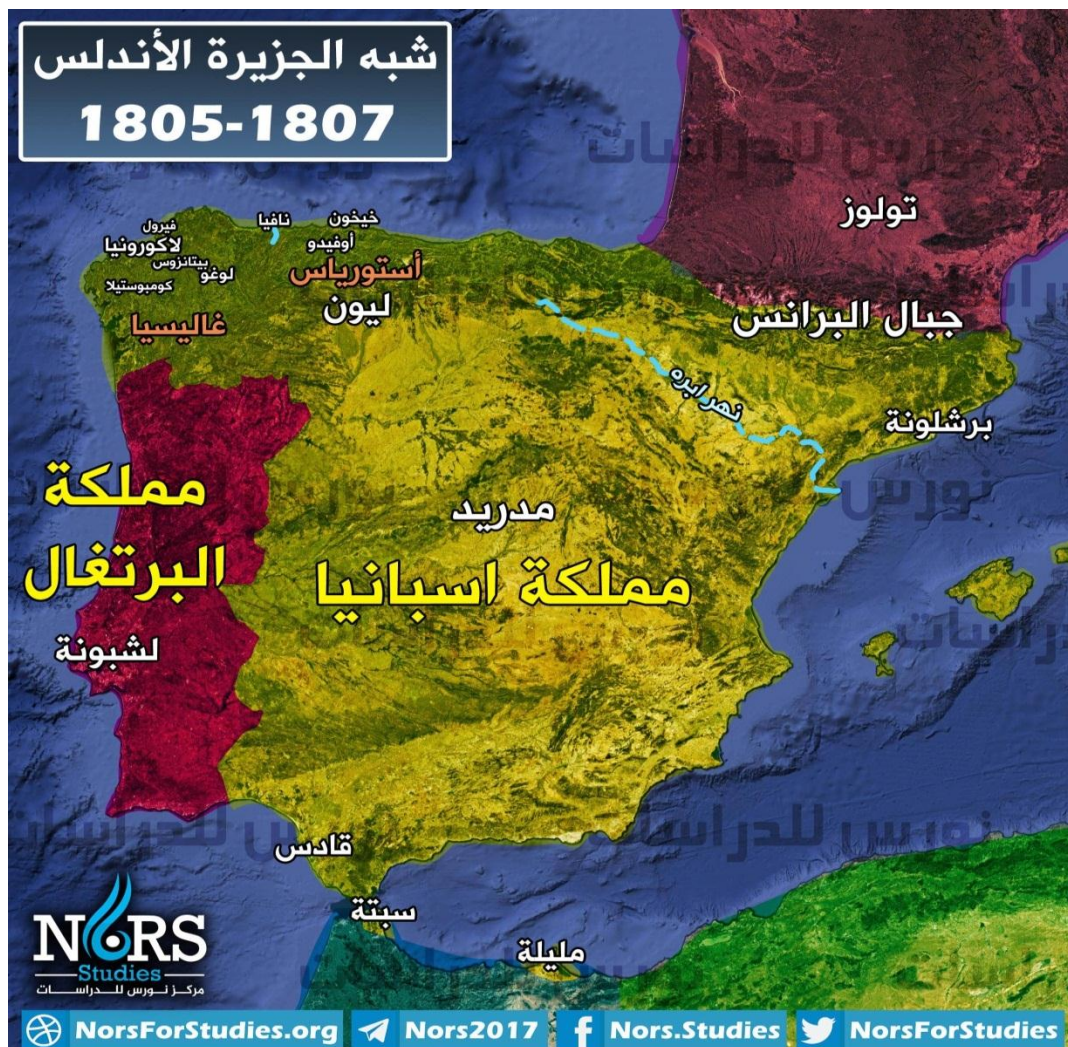 شبه الجزيرة الأندلس
1805-1807
تولوز
نافيا
خيخون
فيرول
أوفيدو
لاكورونيا
بيتانزوس
لوغو
كومبوستيلا
أستورياس
ليون
غاليسيا
جبال البرانس
نهر ابره
برشلونة
مملكة
البرتغال
مدريد
مملكة اسبانيا
لشبونة
قادس
سبتة
مليلة
نورس للدراسات
NORS
Studies
مركز نورس للدراسات
NorsForStudies.org
Nors2017
Nors.Studies
NorsForStudies